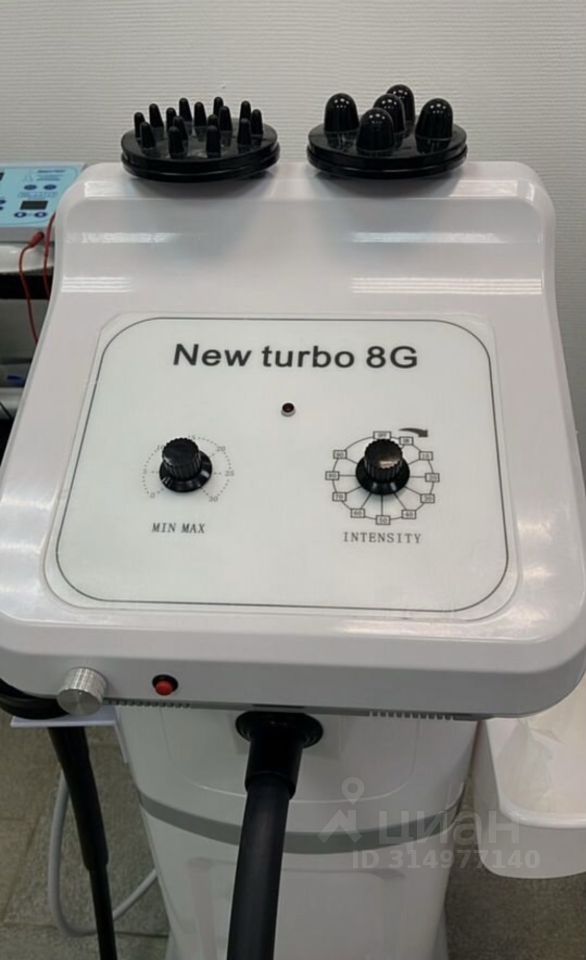 New turbo 8G
MIN MAX
INTENSITY
циан
ID 314977140